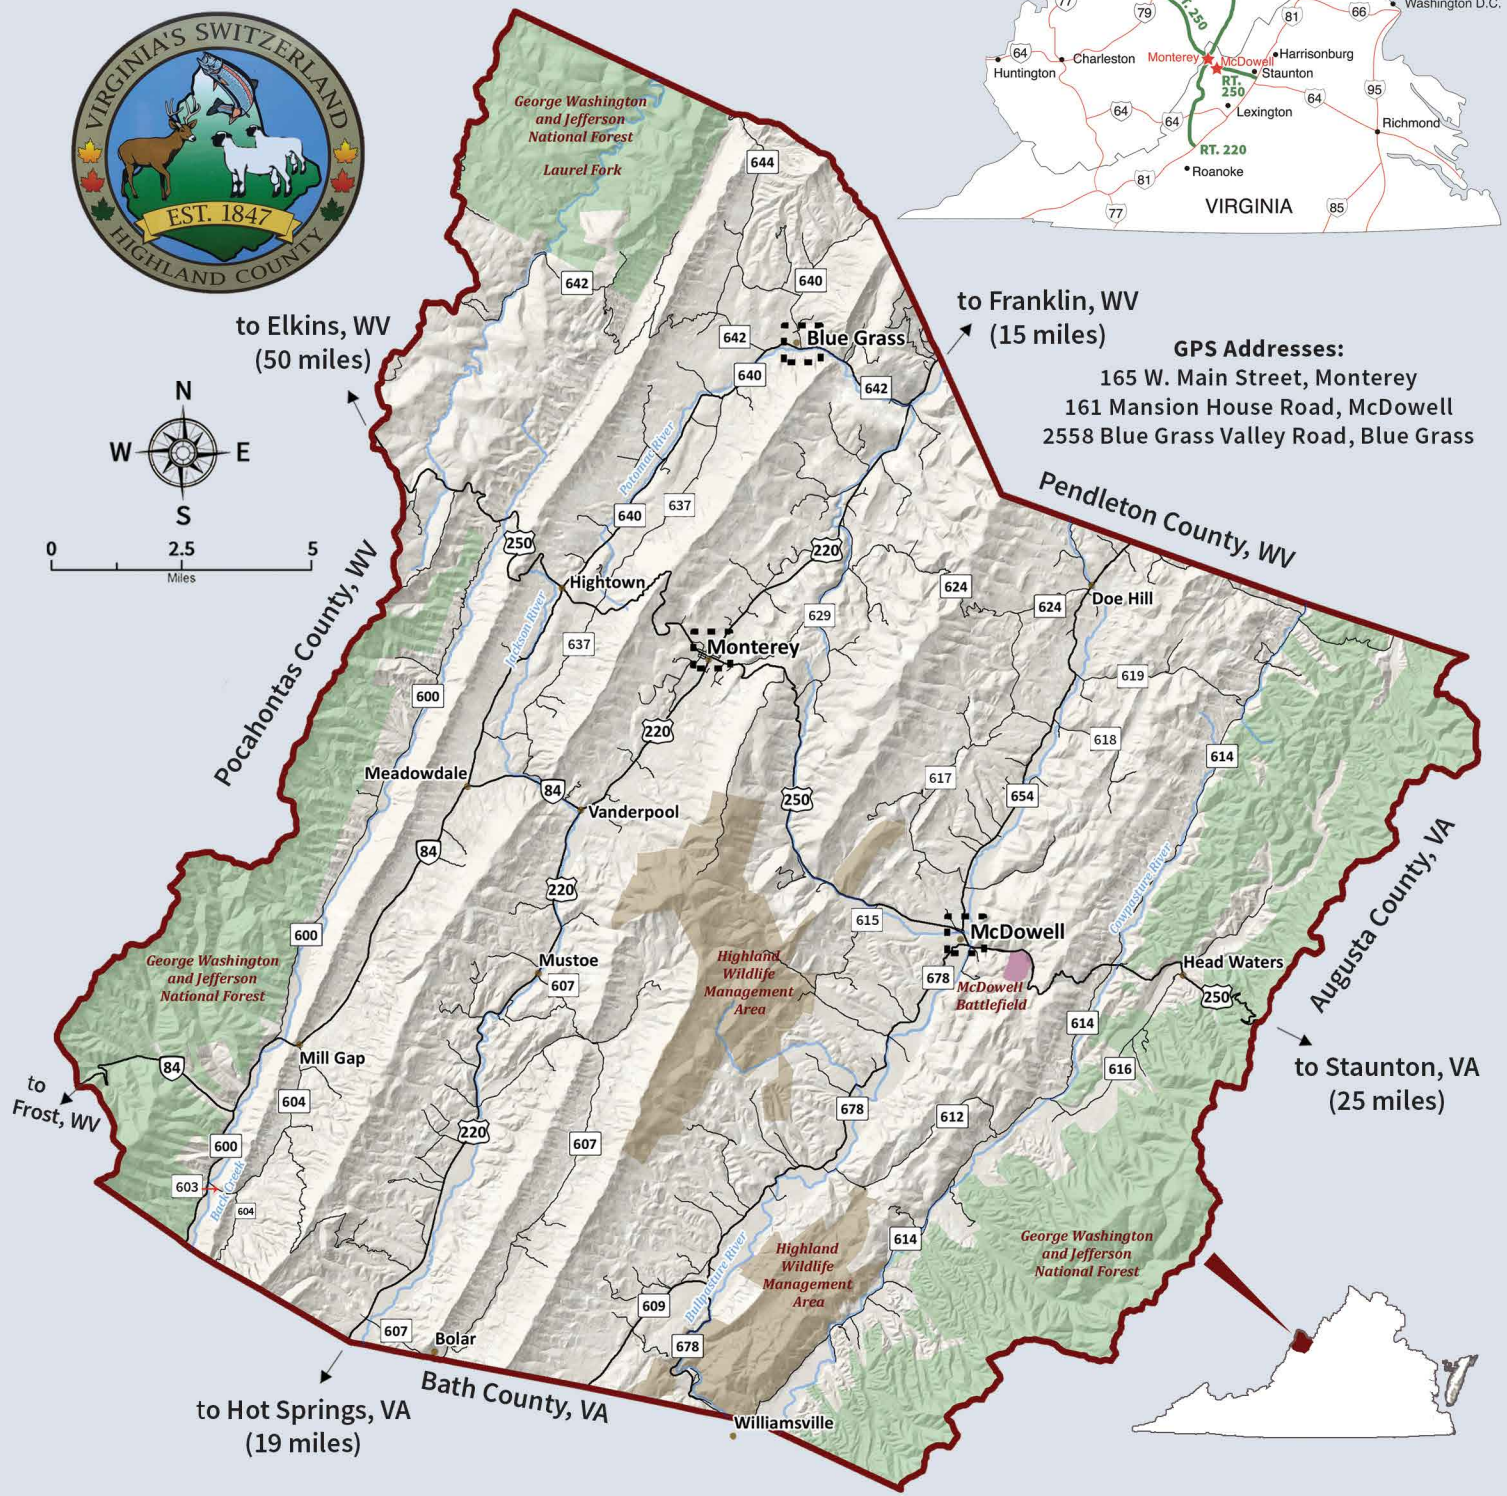 VIRGINIA'S SWITZERLAND
EST. 1847
HIGHLAND COUNTY
77
79
RT. 250
81
66
Washington D.C.
64
Huntington
Charleston
Monterey
McDowell
Harrisonburg
Staunton
RT.
250
64
95
64
64
Lexington
Richmond
RT. 220
81
Roanoke
77
VIRGINIA
85
George Washington
and Jefferson
National Forest
Laurel Fork
644
642
640
to Elkins, WV
(50 miles)
to Franklin, WV
(15 miles)
642
Blue Grass
640
642
GPS Addresses:
165 W. Main Street, Monterey
161 Mansion House Road, McDowell
2558 Blue Grass Valley Road, Blue Grass
N
W
E
S
0
2.5
5
Miles
Potomac River
637
640
250
220
Pendleton County, WV
Hightown
624
624
Doe Hill
629
Jackson River
637
Monterey
Pocahontas County, WV
600
619
220
618
614
Meadowdale
84
617
654
250
Vanderpool
84
220
Cowpasture River
Augusta County, VA
615
McDowell
600
George Washington
and Jefferson
National Forest
Mustoe
607
Highland
Wildlife
Management
Area
678
McDowell
Battlefield
Head Waters
250
614
Mill Gap
84
to
Frost, WV
604
616
to Staunton, VA
(25 miles)
678
612
220
607
600
603
Back Creek
604
614
George Washington
and Jefferson
National Forest
Highland
Wildlife
Management
Area
Bullpasture River
609
607
Bolar
678
to Hot Springs, VA
(19 miles)
Bath County, VA
Williamsville